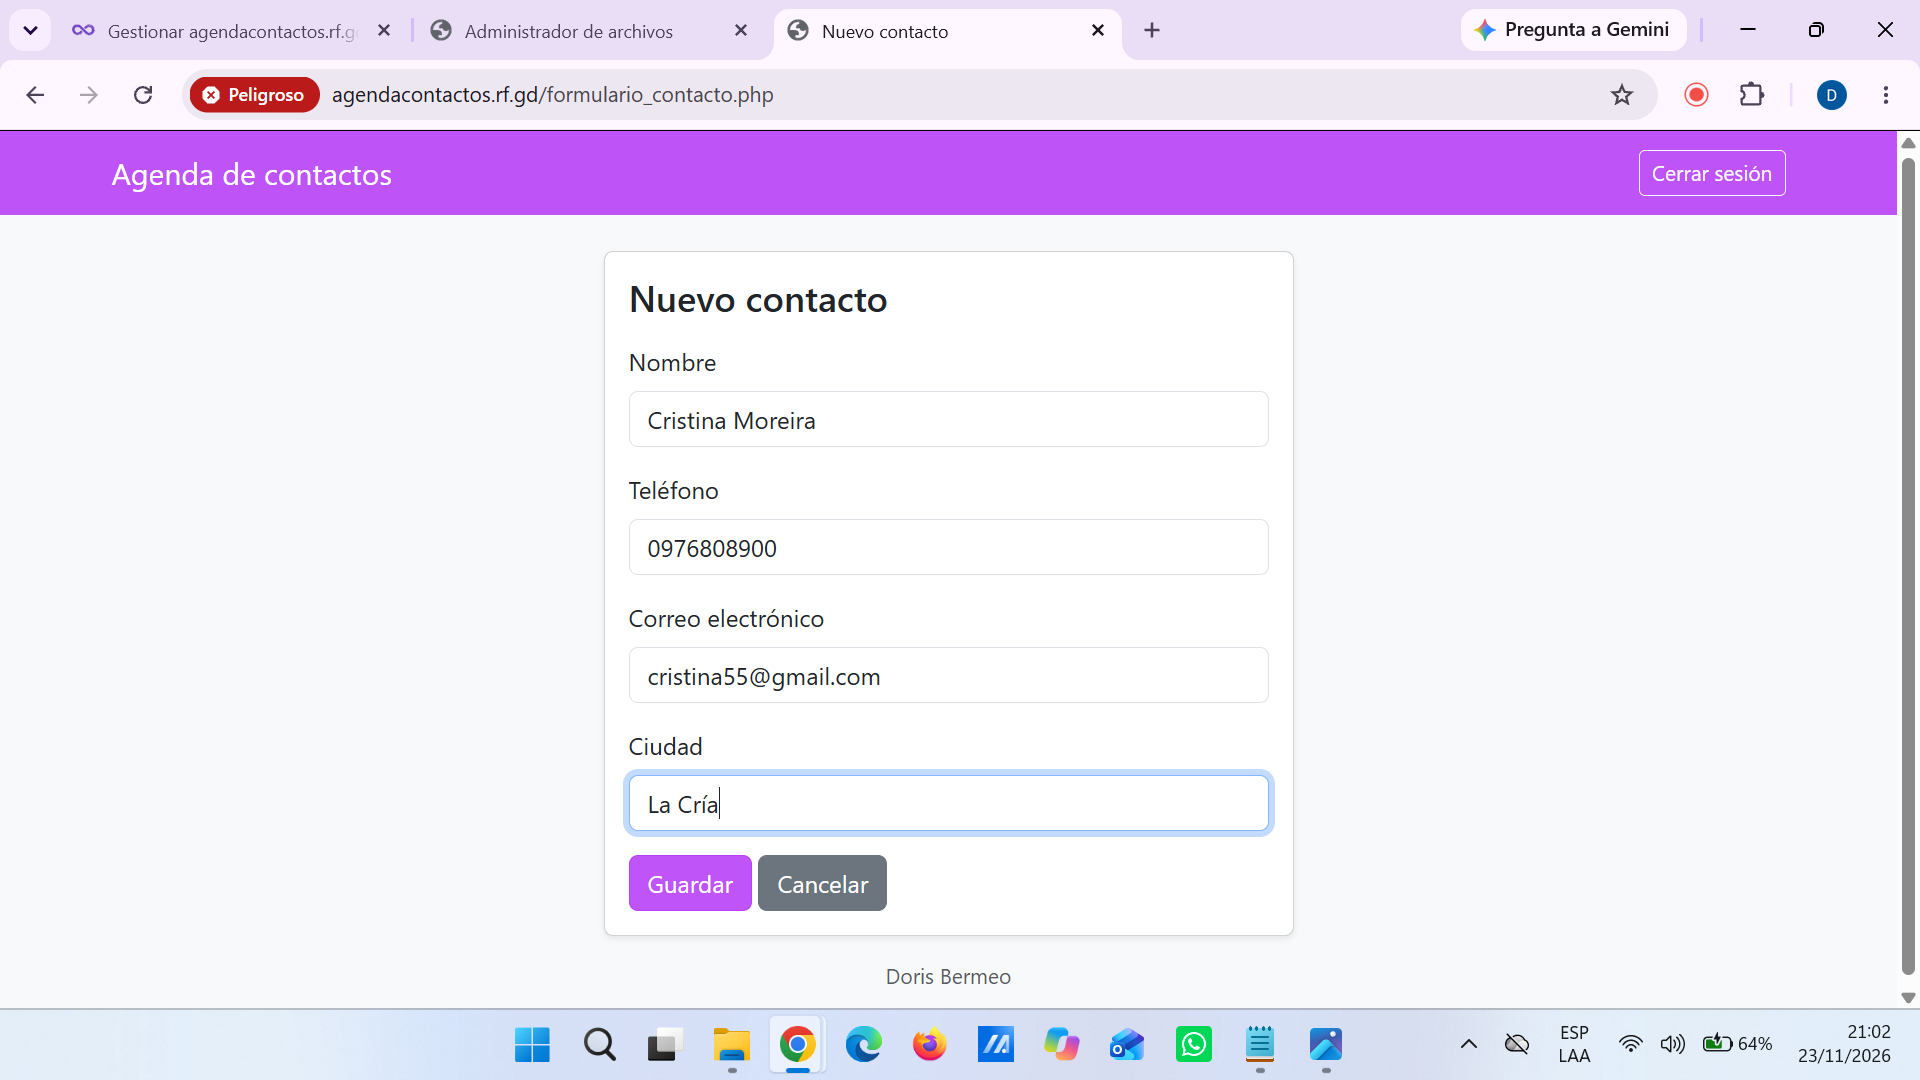 Gestionar agendacontactos.rf.g
Administrador de archivos
Nuevo contacto
Pregunta a Gemini
Peligroso
agendacontactos.rf.gd/formulario_contacto.php
D
Agenda de contactos
Cerrar sesión
Nuevo contacto
Nombre
Cristina Moreira
Teléfono
0976808900
Correo electrónico
cristina55@gmail.com
Ciudad
La Cría
Guardar
Cancelar
Doris Bermeo
ESP
LAA
64%
21:02
23/11/2026